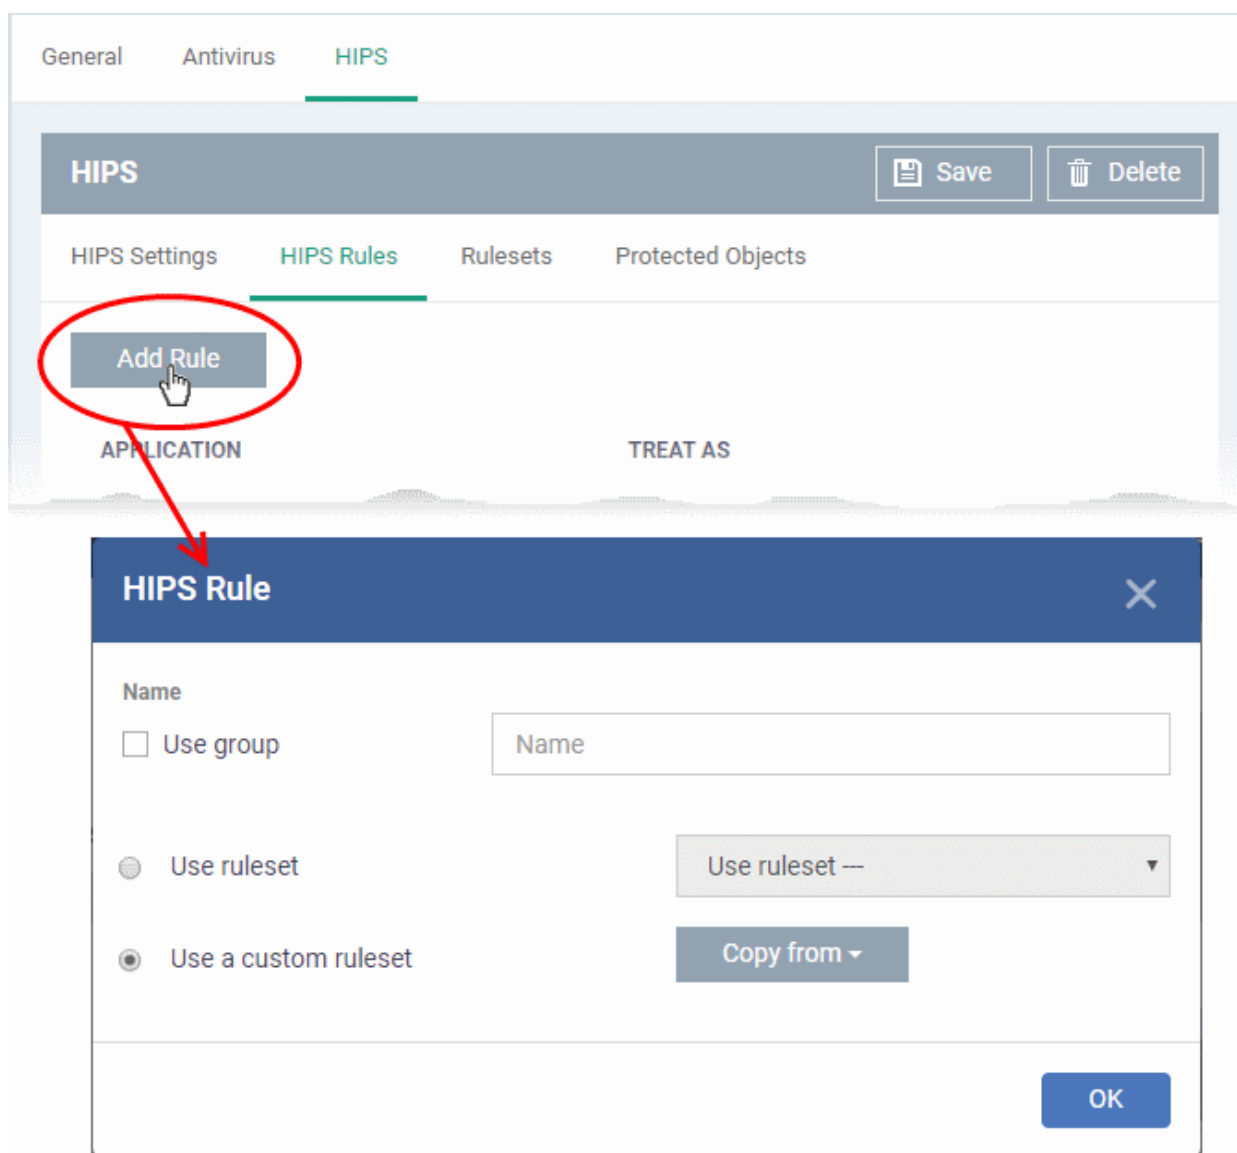 General Antivirus HIPS
HIPS Save Delete
HIPS Settings HIPS Rules Rulesets Protected Objects
Add Rule
APPLICATION TREAT AS
HIPS Rule
Name
Use group Name
Use ruleset Use ruleset ---
Use a custom ruleset Copy from
OK